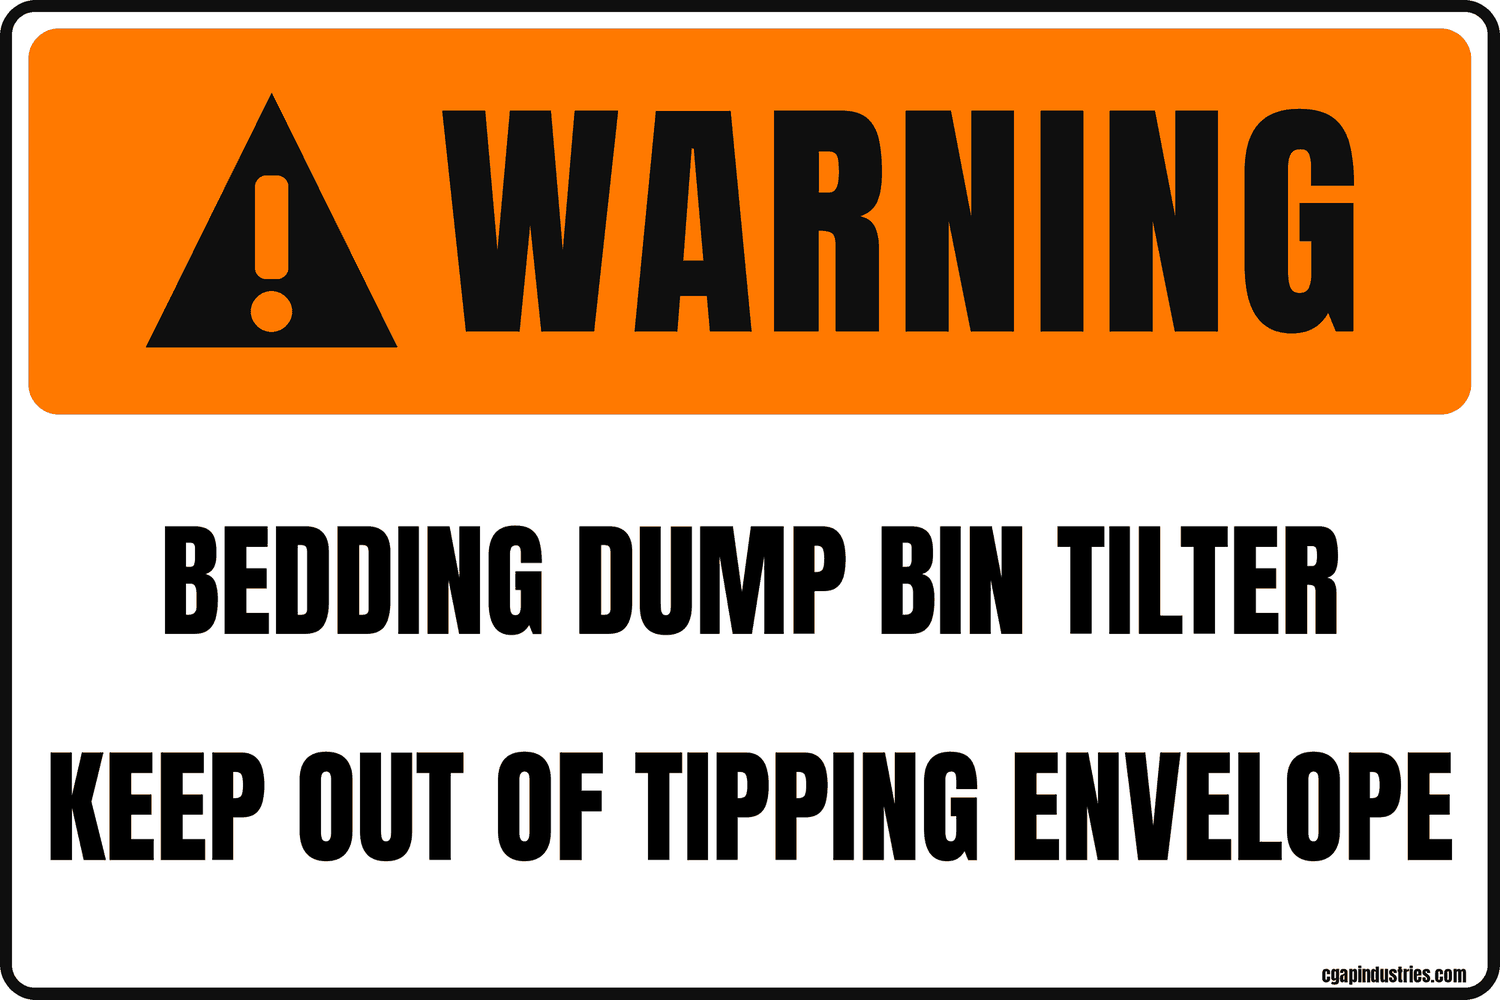 WARNING
BEDDING DUMP BIN TILTER
KEEP OUT OF TIPPING ENVELOPE
cgapindustries.com